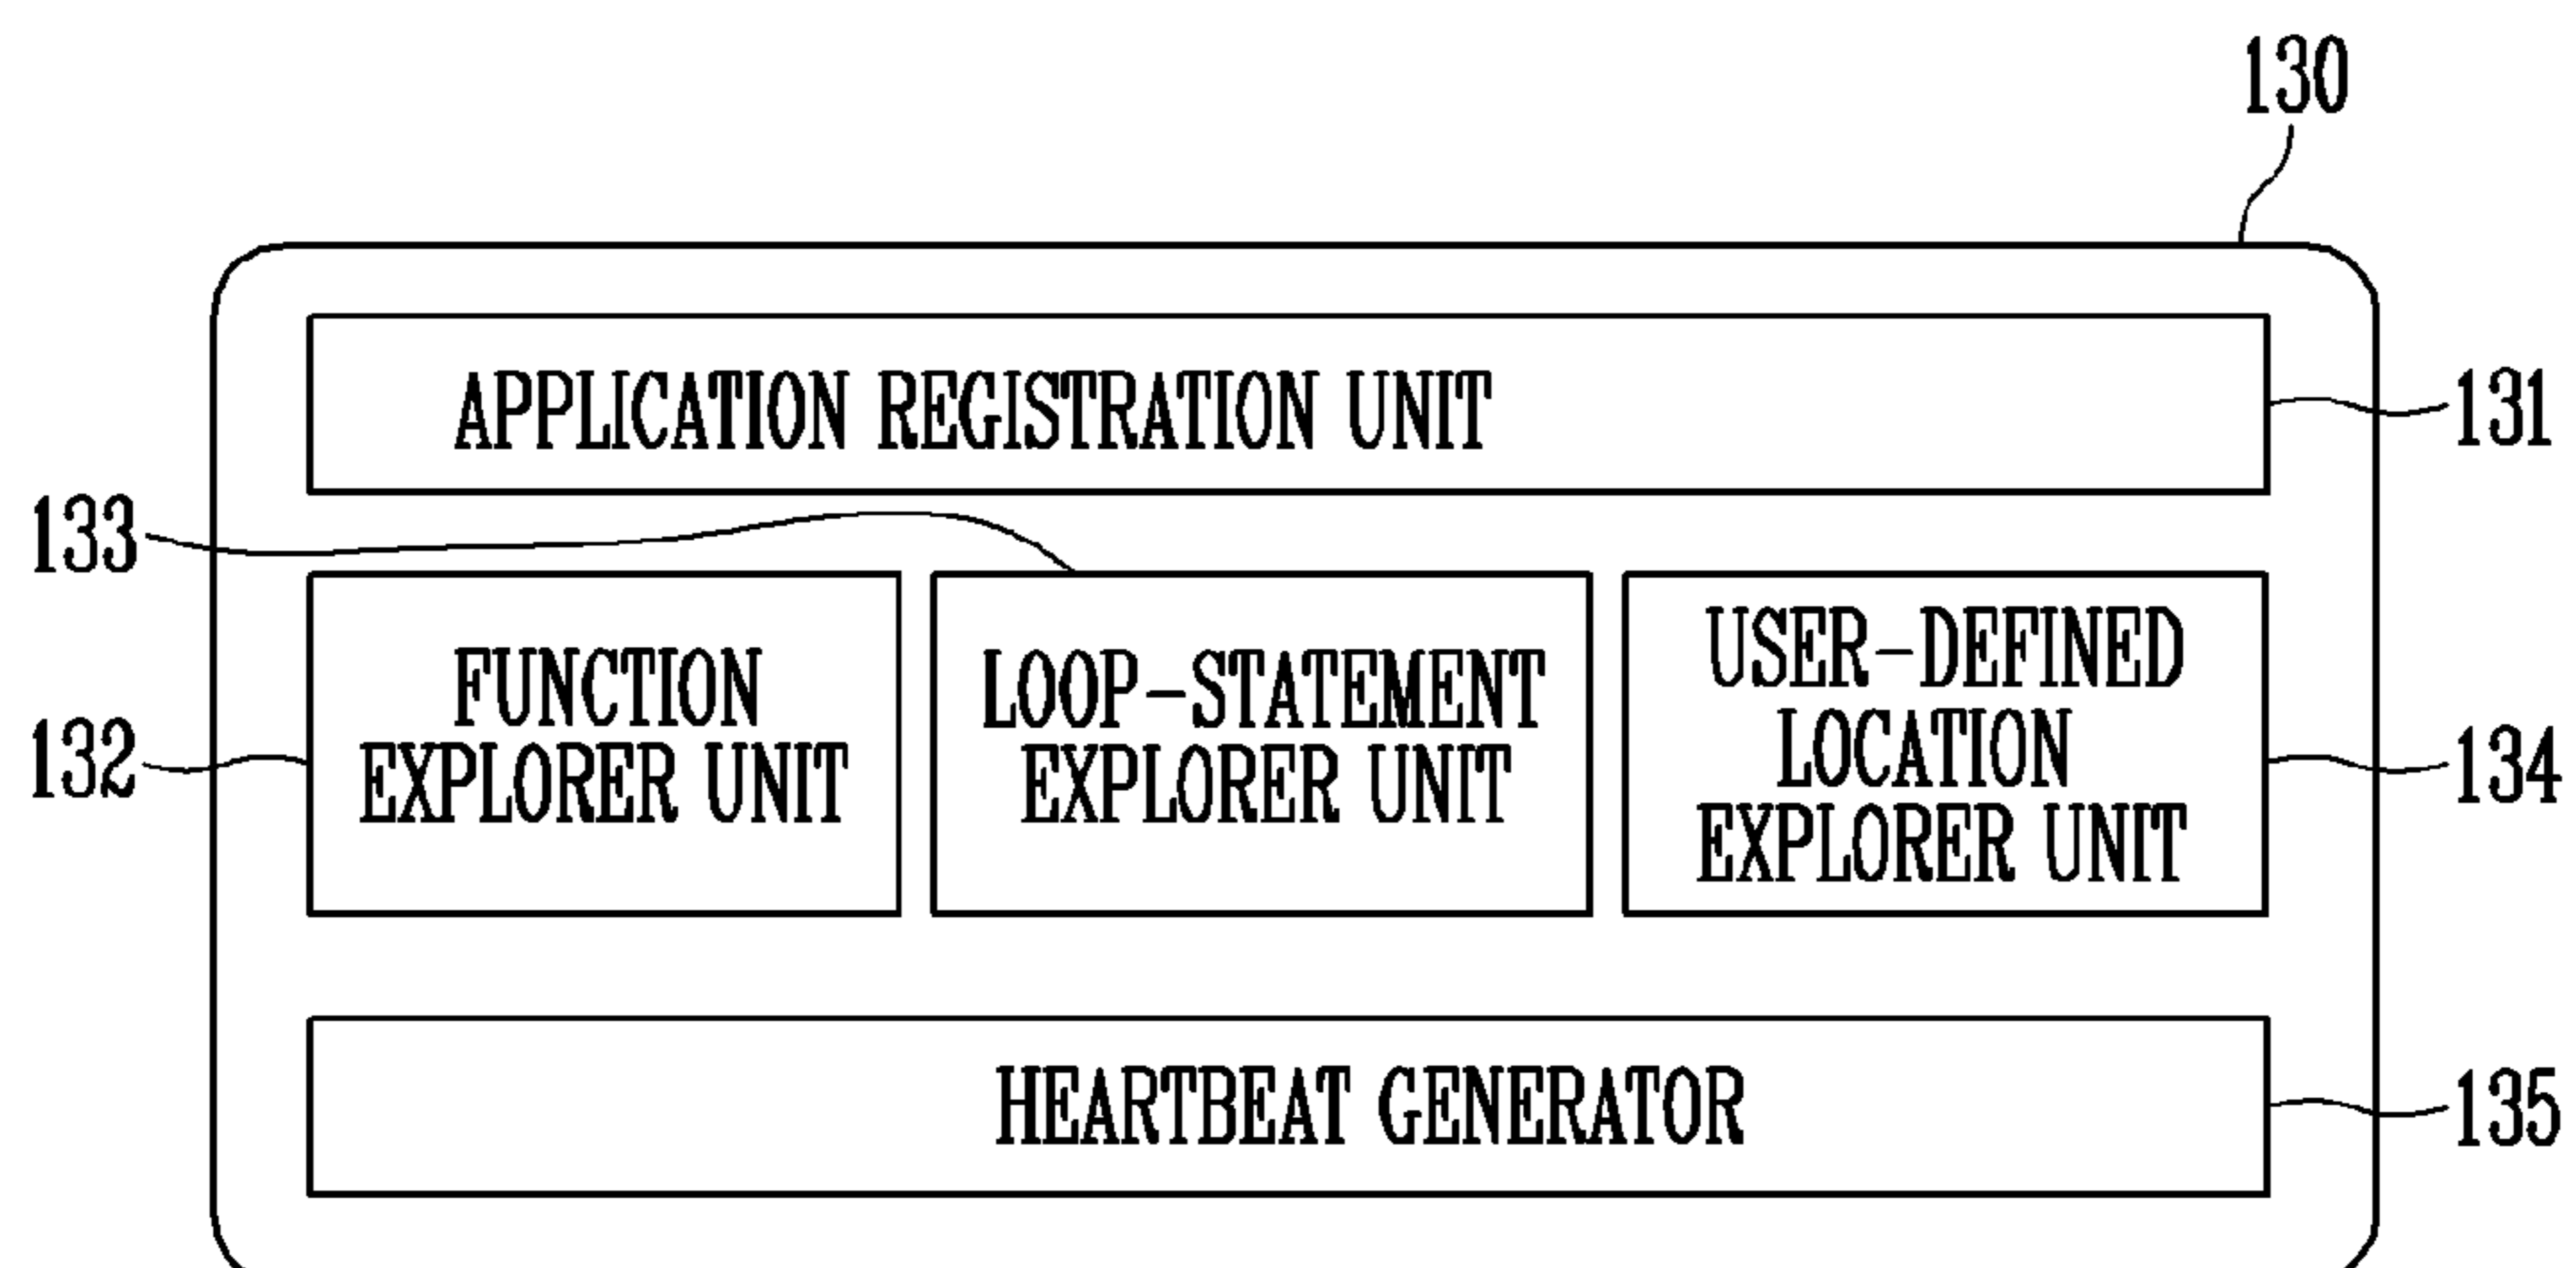 130
APPLICATION REGISTRATION UNIT
131
133
FUNCTION
EXPLORER UNIT
132
LOOP-STATEMENT
EXPLORER UNIT
USER-DEFINED
LOCATION
EXPLORER UNIT
134
HEARTBEAT GENERATOR
135